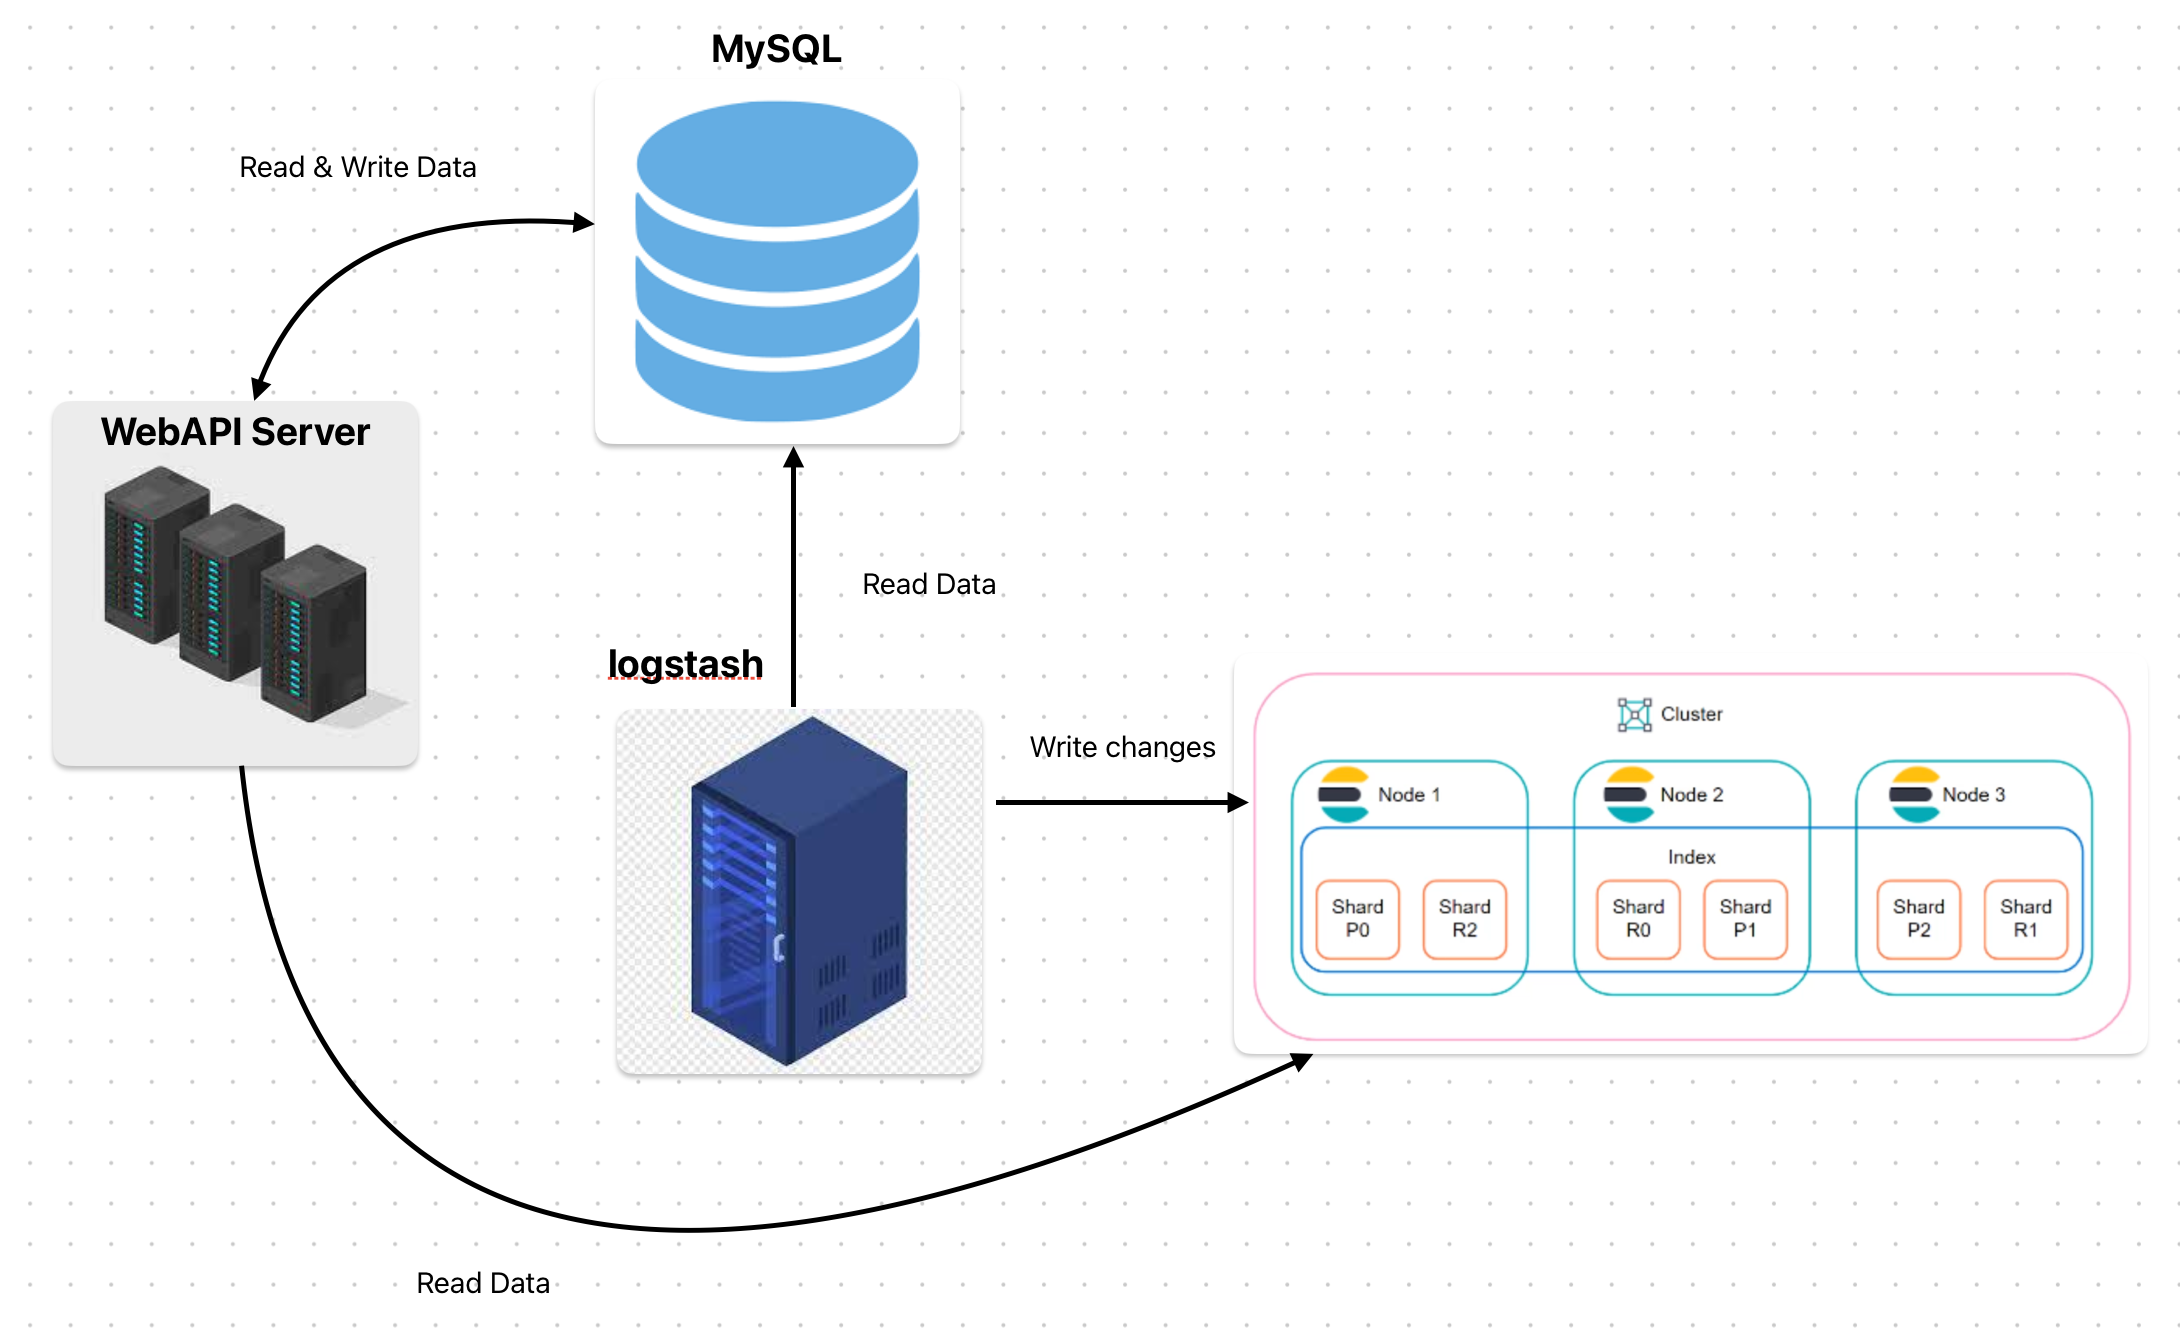 MySQL
Read & Write Data
WebAPI Server
Read Data
logstash
Write changes
Cluster
Node 1
Node 2
Node 3
Index
Shard
P0
Shard
R2
Shard
R0
Shard
P1
Shard
P2
Shard
R1
Read Data